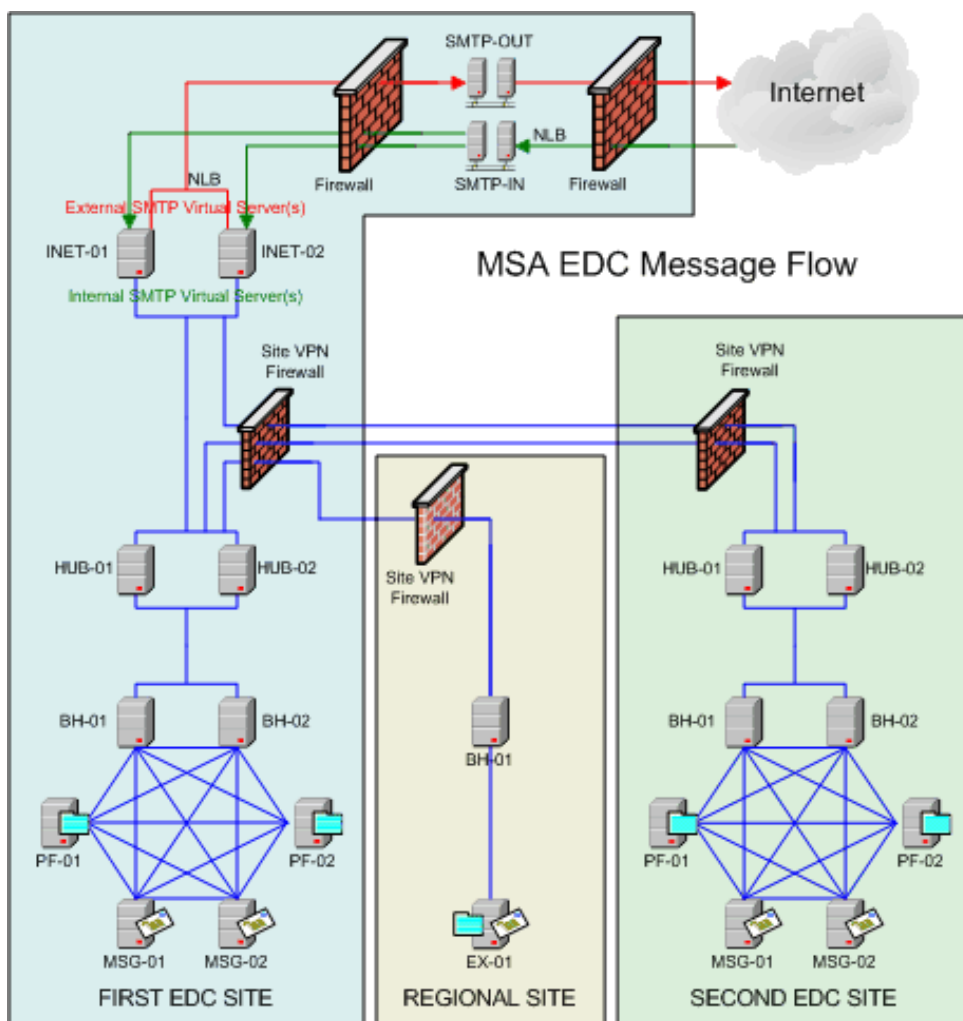 SMTP-OUT
Internet
NLB
Firewall
SMTP-IN
Firewall
NLB
External SMTP Virtual Server(s)
INET-01
INET-02
MSA EDC Message Flow
Internal SMTP Virtual Server(s)
Site VPN
Firewall
Site VPN
Firewall
HUB-01
HUB-02
Site VPN
Firewall
HUB-01
HUB-02
BH-01
BH-02
BH-01
BH-01
BH-02
PF-01
PF-02
PF-01
PF-02
MSG-01
MSG-02
EX-01
MSG-01
MSG-02
FIRST EDC SITE
REGIONAL SITE
SECOND EDC SITE